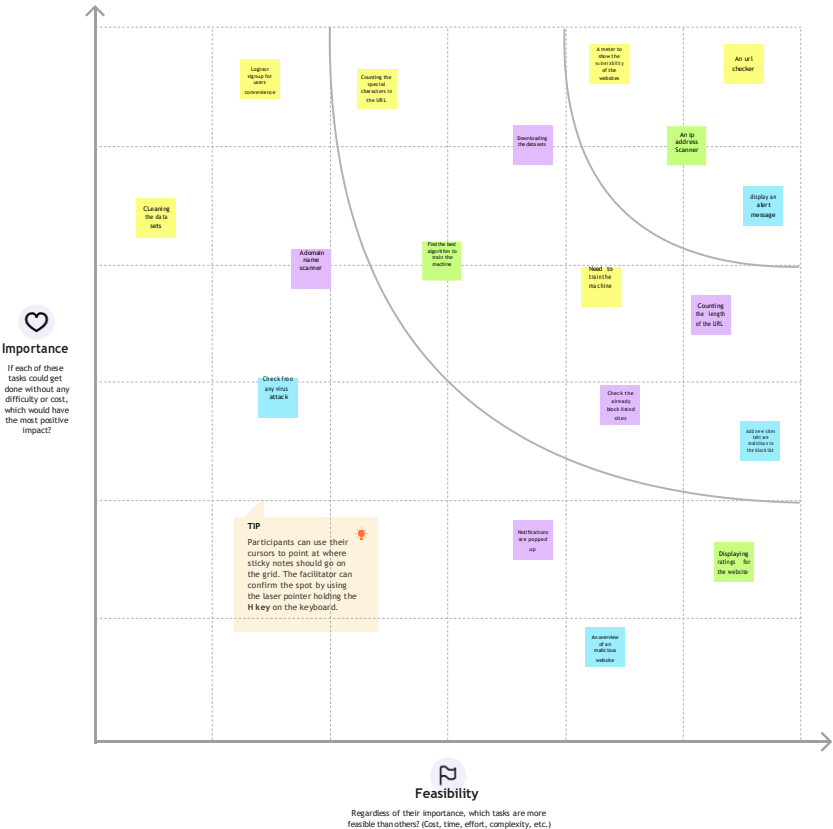 A meter to
show the
vulnerability
of the
websites
An url
checker
Login or
signup for
users
convenience
Counting the
special
characters in
the URL
Downloading
the data sets
An ip
address
Scanner
display an
alert
message
CLeaning
the data
sets
A domain
name
scanner
Find the best
algorithm to
train the
machine
Need to
train the
machine
Counting
the length
of the URL
Importance
If each of these
tasks could get
done without any
difficulty or cost,
which would have
the most positive
impact?
Check
any virus
attack
Check the
already
block listed
sites
Add new sites
that are
malicious to
the block list
TIP
Participants can use their
cursors to point at where
sticky notes should go on
the grid. The facilitator can
confirm the spot by using
the laser pointer holding the
H key on the keyboard.
Notifications
are popped
up
Displaying
ratings for
the website
An overview
of an
malicious
website
Feasibility
Regardless of their importance, which tasks are more
feasible than others? (Cost, time, effort, complexity, etc.)